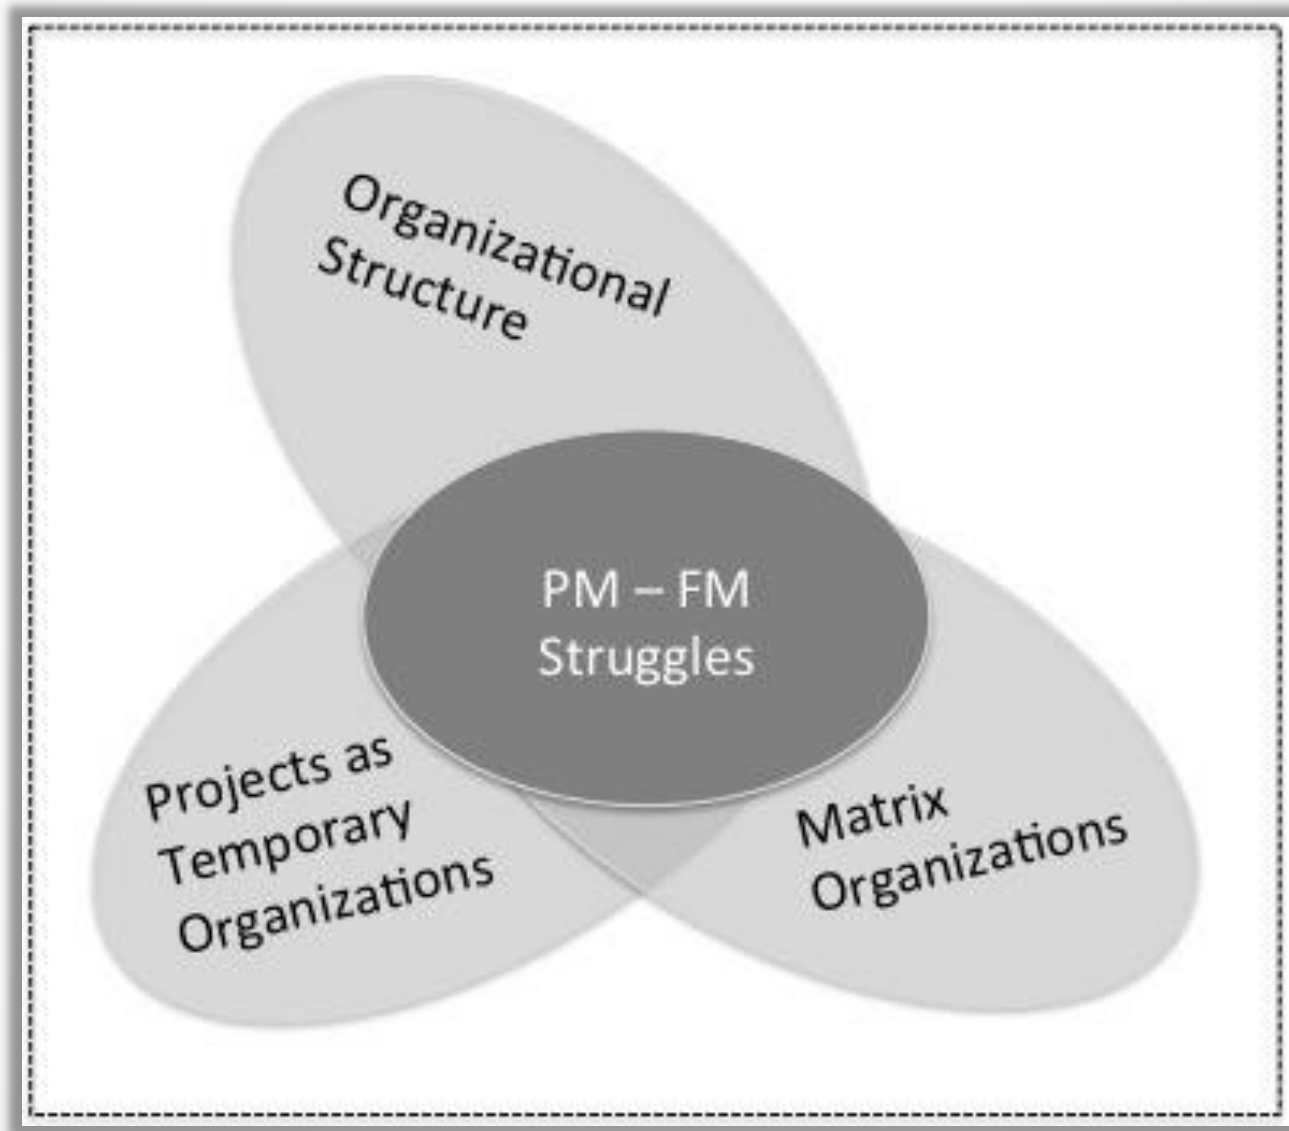 Organizational
Structure
PM – FM
Struggles
Projects as
Temporary
Organizations
Matrix
Organizations